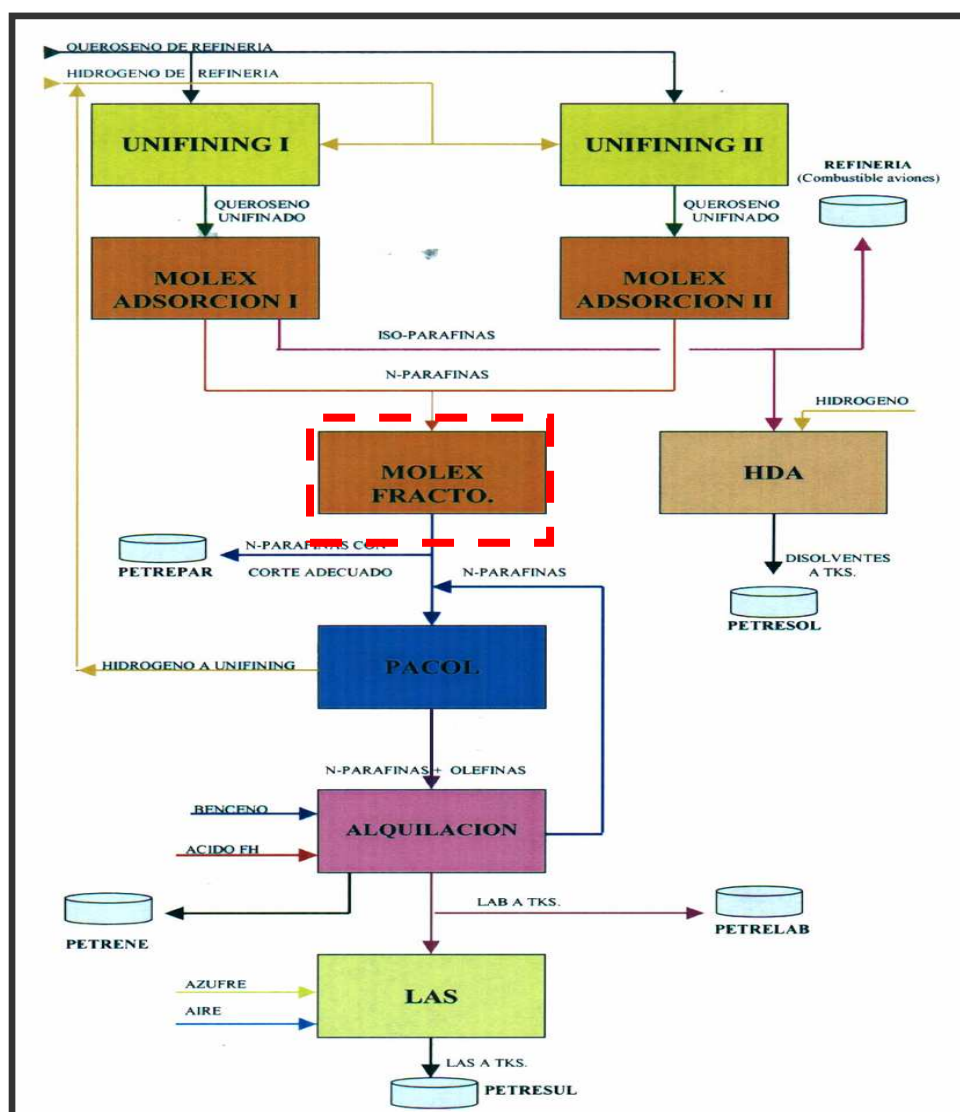 QUEROSENO DE REFINERIA
HIDROGENO DE REFINERIA
UNIFINING I
UNIFINING II
REFINERIA
(Combustible aviones)
QUEROSENO
UNIFINADO
QUEROSENO
UNIFINADO
MOLEX
ADSORCION I
MOLEX
ADSORCION II
ISO-PARAFINAS
N-PARAFINAS
HIDROGENO
MOLEX
FRACTO.
HDA
N-PARAFINAS CON
CORTE ADECUADO
PETREPAR
N-PARAFINAS
DISOLVENTES
A TKS.
PETRESOL
HIDROGENO A UNIFINING
PACOL
N-PARAFINAS + OLEFINAS
BENCENO
ALQUILACION
ACIDO FH
LAB A TKS.
PETRENE
PETRELAB
AZUFRE
LAS
AIRE
LAS A TKS.
PETRESUL